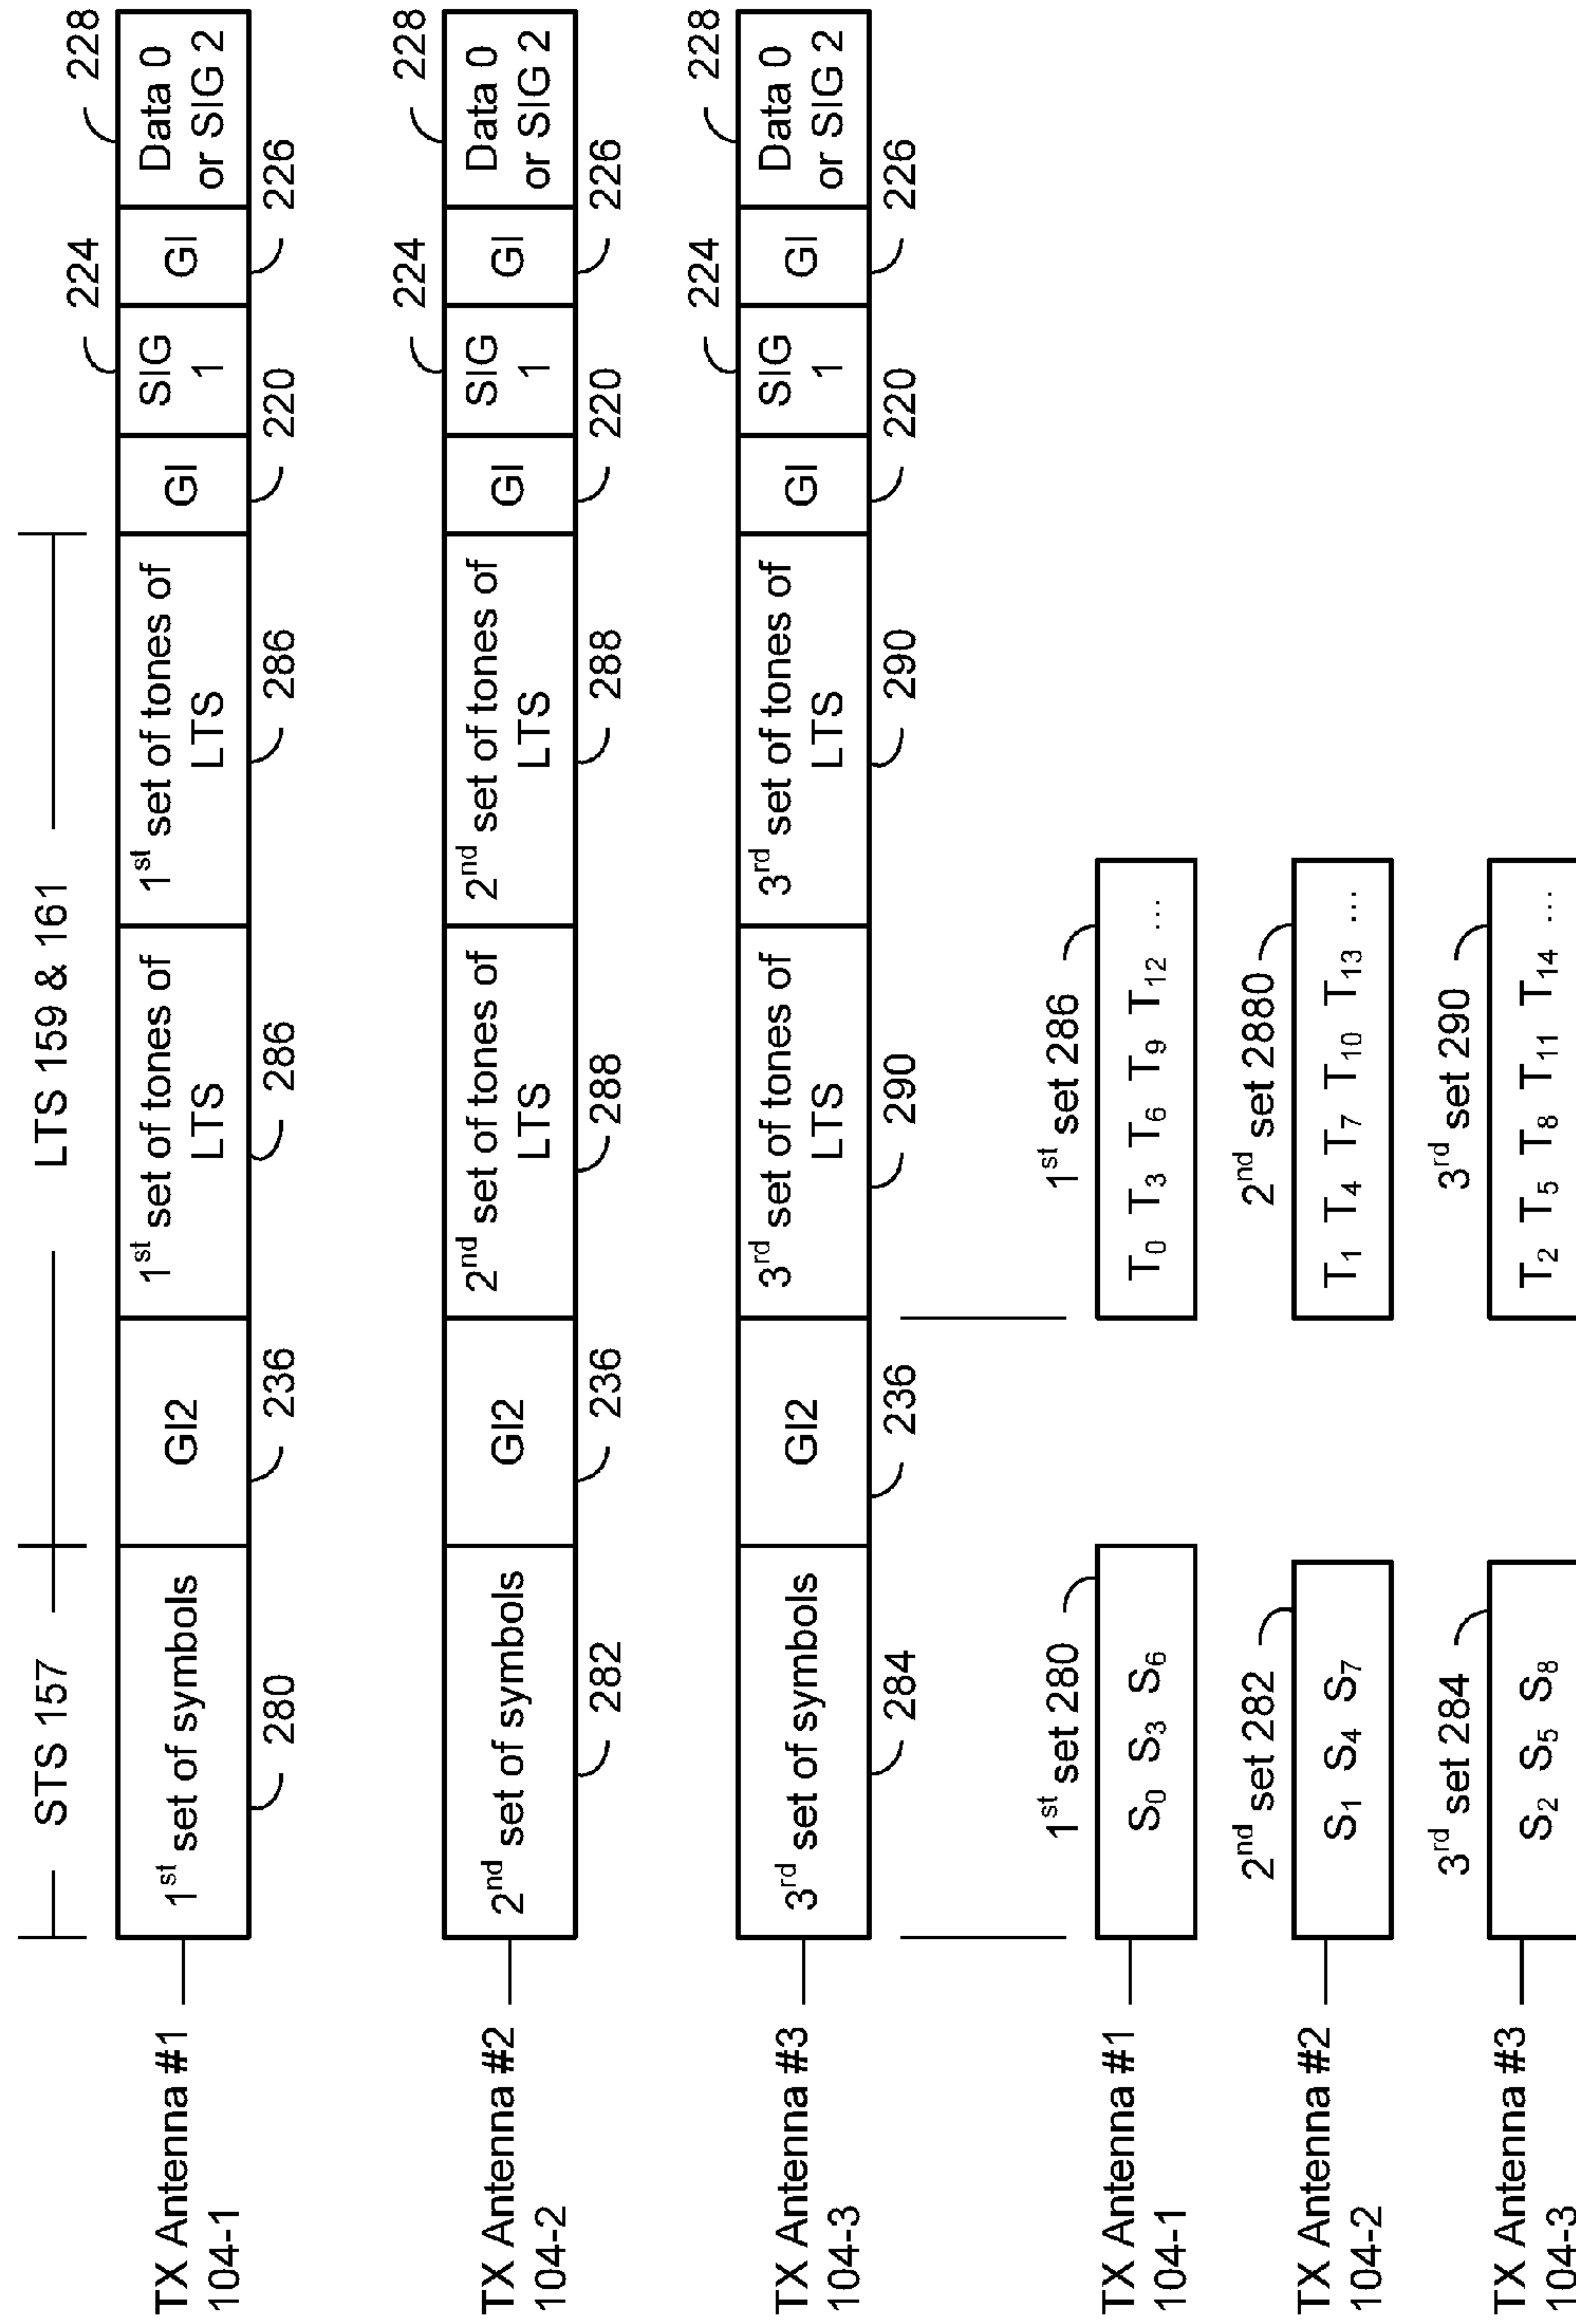 STS 157
LTS 159 & 161
TX Antenna #1
104-1
1st set of symbols
GI2
1st set of tones of
LTS
1st set of tones of
LTS
GI
SIG
1
GI
Data 0
or SIG 2
280
236
286
286
220
224
226
228
TX Antenna #2
104-2
2nd set of symbols
GI2
2nd set of tones of
LTS
2nd set of tones of
LTS
GI
SIG
1
GI
Data 0
or SIG 2
282
236
288
288
220
224
226
228
TX Antenna #3
104-3
3rd set of symbols
GI2
3rd set of tones of
LTS
3rd set of tones of
LTS
GI
SIG
1
GI
Data 0
or SIG 2
284
236
290
290
220
224
226
228
TX Antenna #1
104-1
1st set 280
S0 S3 S6
1st set 286
T0 T3 T6 T9 T12 ...
TX Antenna #2
104-2
2nd set 282
S1 S4 S7
2nd set 2880
T1 T4 T7 T10 T13 ...
TX Antenna #3
104-3
3rd set 284
S2 S5 S8
3rd set 290
T2 T5 T8 T11 T14 ...